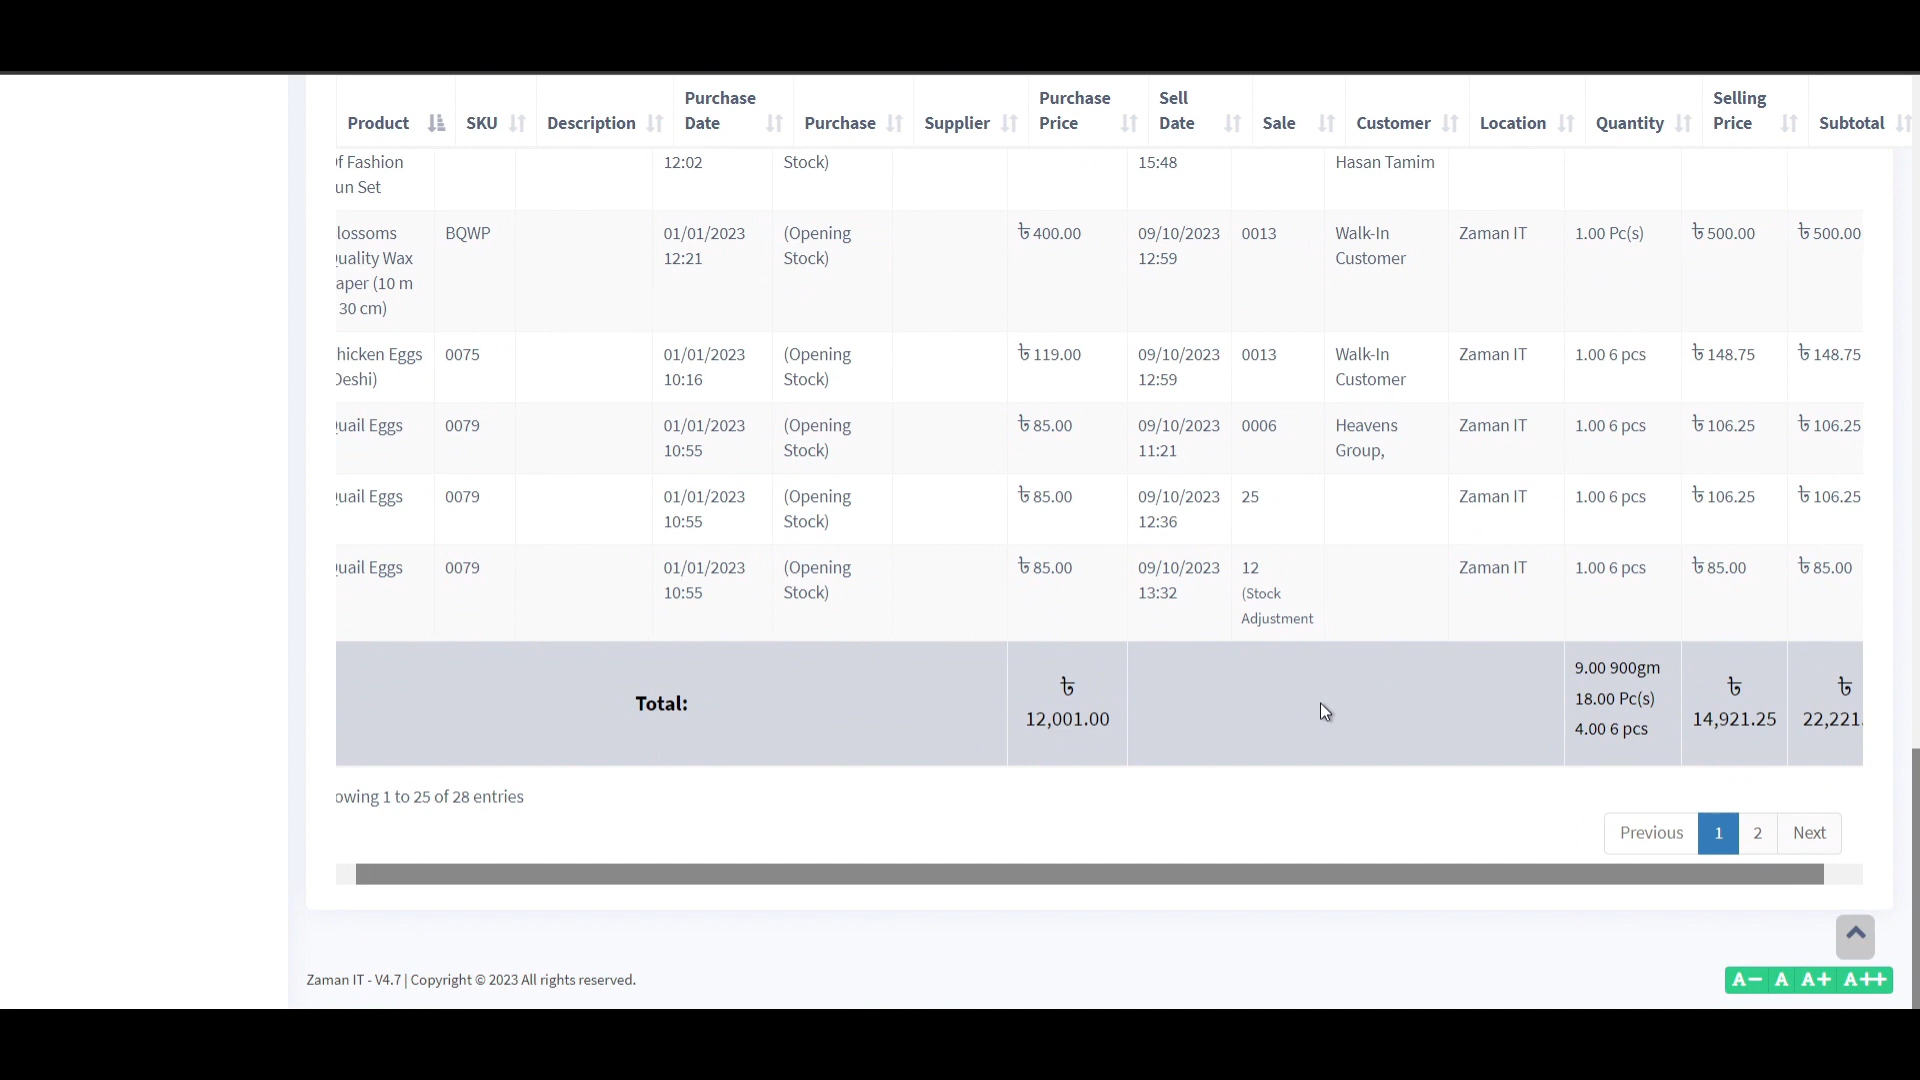 Product SKU Description Purchase Date Purchase Supplier Purchase Price Sell Date Sale Customer Location Quantity Selling Price Subtotal
Of Fashion 12:02 Stock) 15:48 Hasan Tamim
un Set
lossoms BQWP 01/01/2023 (Opening ৳ 400.00 09/10/2023 0013 Walk-In Zaman IT 1.00 Pc(s) ৳ 500.00 ৳ 500.00
uality Wax 12:21 Stock) 12:59 Customer
aper (10 m
30 cm)
hicken Eggs 0075 01/01/2023 (Opening ৳ 119.00 09/10/2023 0013 Walk-In Zaman IT 1.00 6 pcs ৳ 148.75 ৳ 148.75
Deshi) 10:16 Stock) 12:59 Customer
uail Eggs 0079 01/01/2023 (Opening ৳ 85.00 09/10/2023 0006 Heavens Zaman IT 1.00 6 pcs ৳ 106.25 ৳ 106.25
10:55 Stock) 11:21 Group,
uail Eggs 0079 01/01/2023 (Opening ৳ 85.00 09/10/2023 25 Zaman IT 1.00 6 pcs ৳ 106.25 ৳ 106.25
10:55 Stock) 12:36
uail Eggs 0079 01/01/2023 (Opening ৳ 85.00 09/10/2023 12 Zaman IT 1.00 6 pcs ৳ 85.00 ৳ 85.00
10:55 Stock) 13:32 (Stock
Adjustment
9.00 900gm
Total: ৳ 12,001.00 18.00 Pc(s) ৳ 14,921.25 ৳ 22,221.
4.00 6 pcs
owing 1 to 25 of 28 entries
Previous 1 2 Next
Zaman IT - V4.7 | Copyright © 2023 All rights reserved.
A− A A+ A++